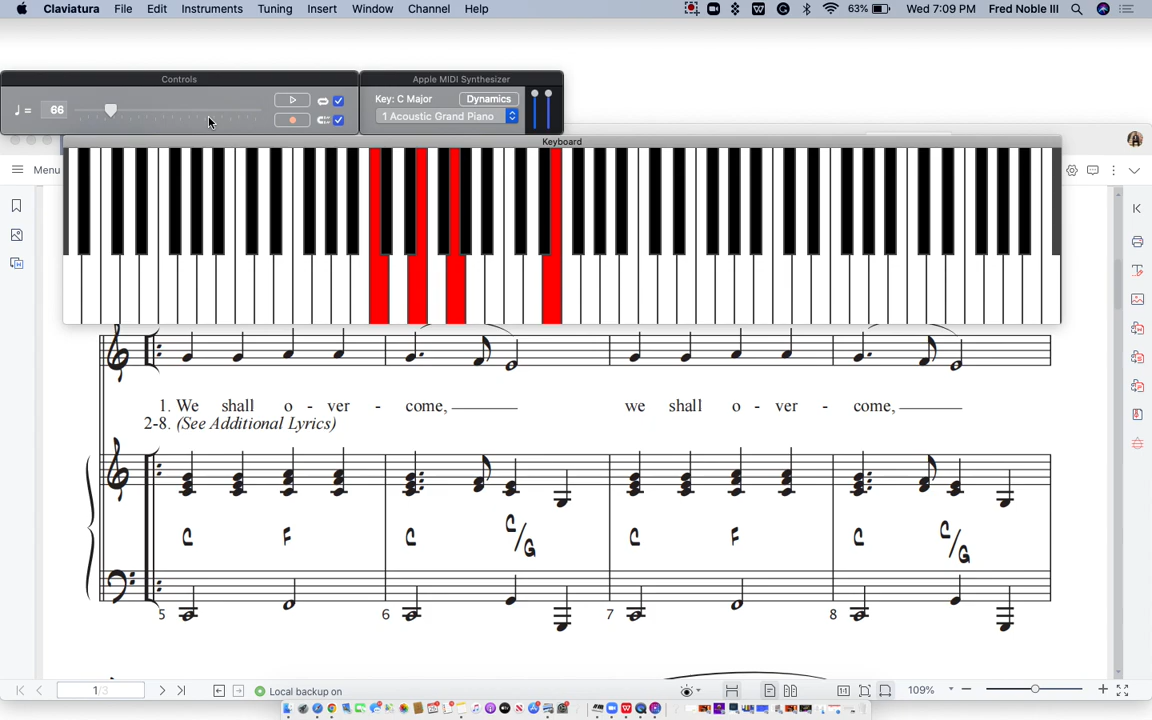 Claviatura File Edit Instruments Tuning Insert Window Channel Help 63% Wed 7:09 PM Fred Noble III
Controls
Apple MIDI Synthesizer
♩ = 66
Key: C Major Dynamics
1 Acoustic Grand Piano
Keyboard
Menu
1. We shall o - ver - come, we shall o - ver - come,
2-8. (See Additional Lyrics)
C F C C/G C F C C/G
5 6 7 8
1/3
Local backup on
109%